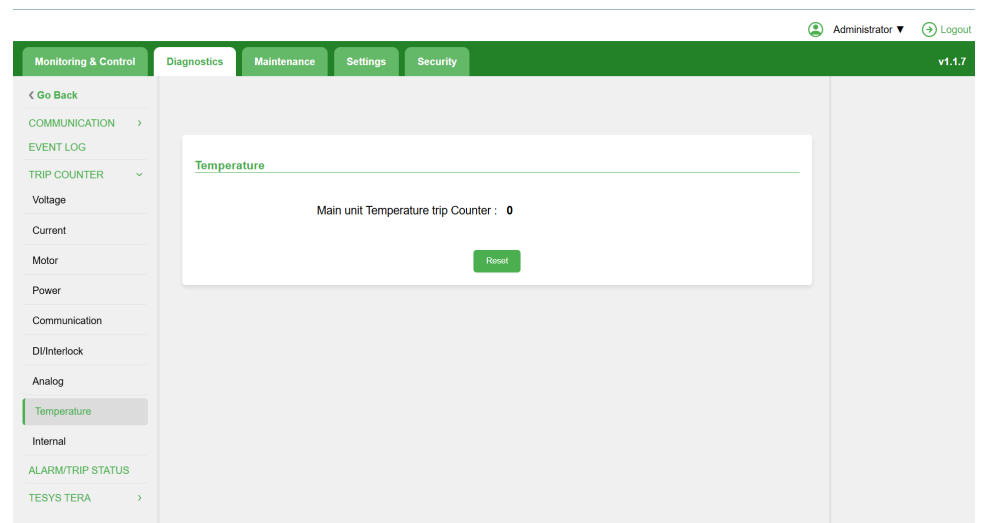 Administrator ▼ Logout
Monitoring & Control Diagnostics Maintenance Settings Security v1.1.7
Go Back
COMMUNICATION
EVENT LOG
TRIP COUNTER
Voltage
Current
Motor
Power
Communication
DI/Interlock
Analog
Temperature
Internal
ALARM/TRIP STATUS
TESYS TERA
Temperature
Main unit Temperature trip Counter : 0
Reset